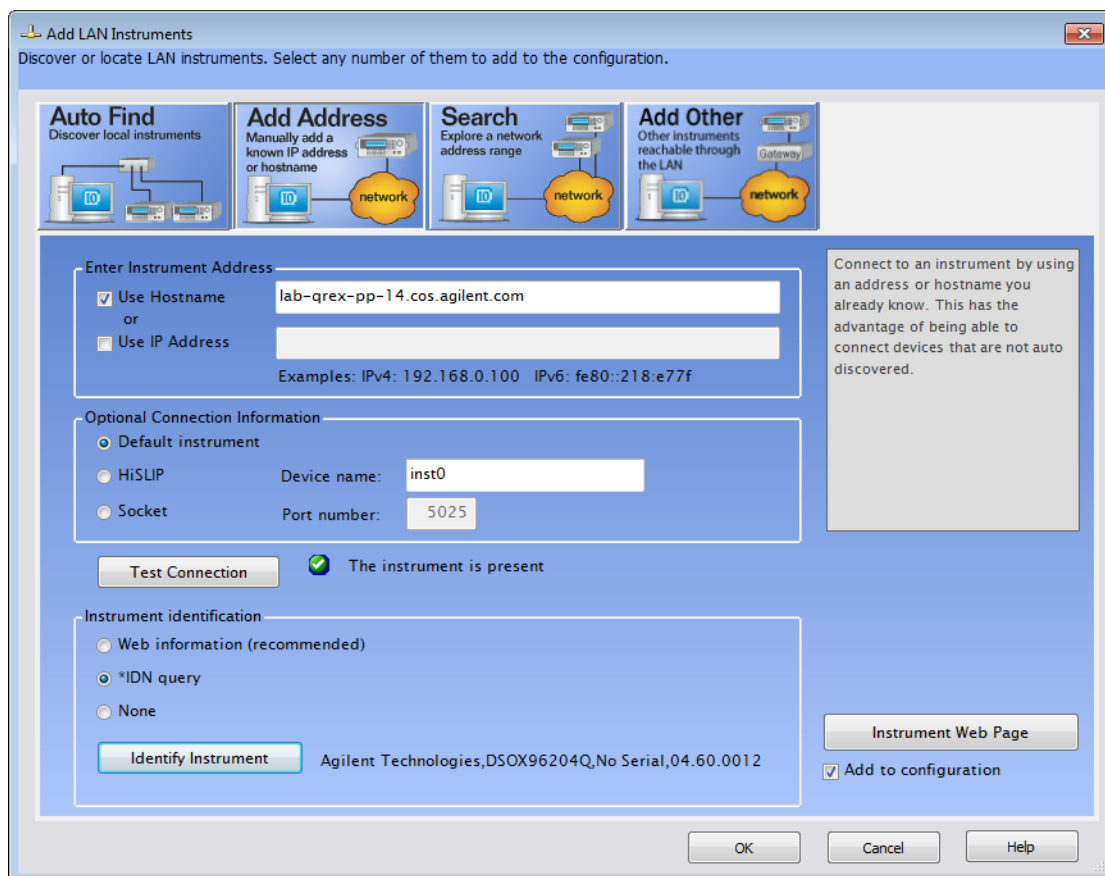 Add LAN Instruments
Discover or locate LAN instruments. Select any number of them to add to the configuration.
Auto Find
Discover local instruments
IO
Add Address
Manually add a
known IP address
or hostname
IO
network
Search
Explore a network
address range
IO
network
Add Other
Other instruments
reachable through
the LAN
Gateway
IO
network
Enter Instrument Address
Use Hostname
lab-qrex-pp-14.cos.agilent.com
or
Use IP Address
Examples: IPv4: 192.168.0.100 IPv6: fe80::218:e77f
Connect to an instrument by using
an address or hostname you
already know. This has the
advantage of being able to
connect devices that are not auto
discovered.
Optional Connection Information
Default instrument
HiSLIP Device name: inst0
Socket Port number: 5025
Test Connection The instrument is present
Instrument identification
Web information (recommended)
*IDN query
None
Identify Instrument Agilent Technologies,DSOX96204Q,No Serial,04.60.0012
Instrument Web Page
Add to configuration
OK Cancel Help